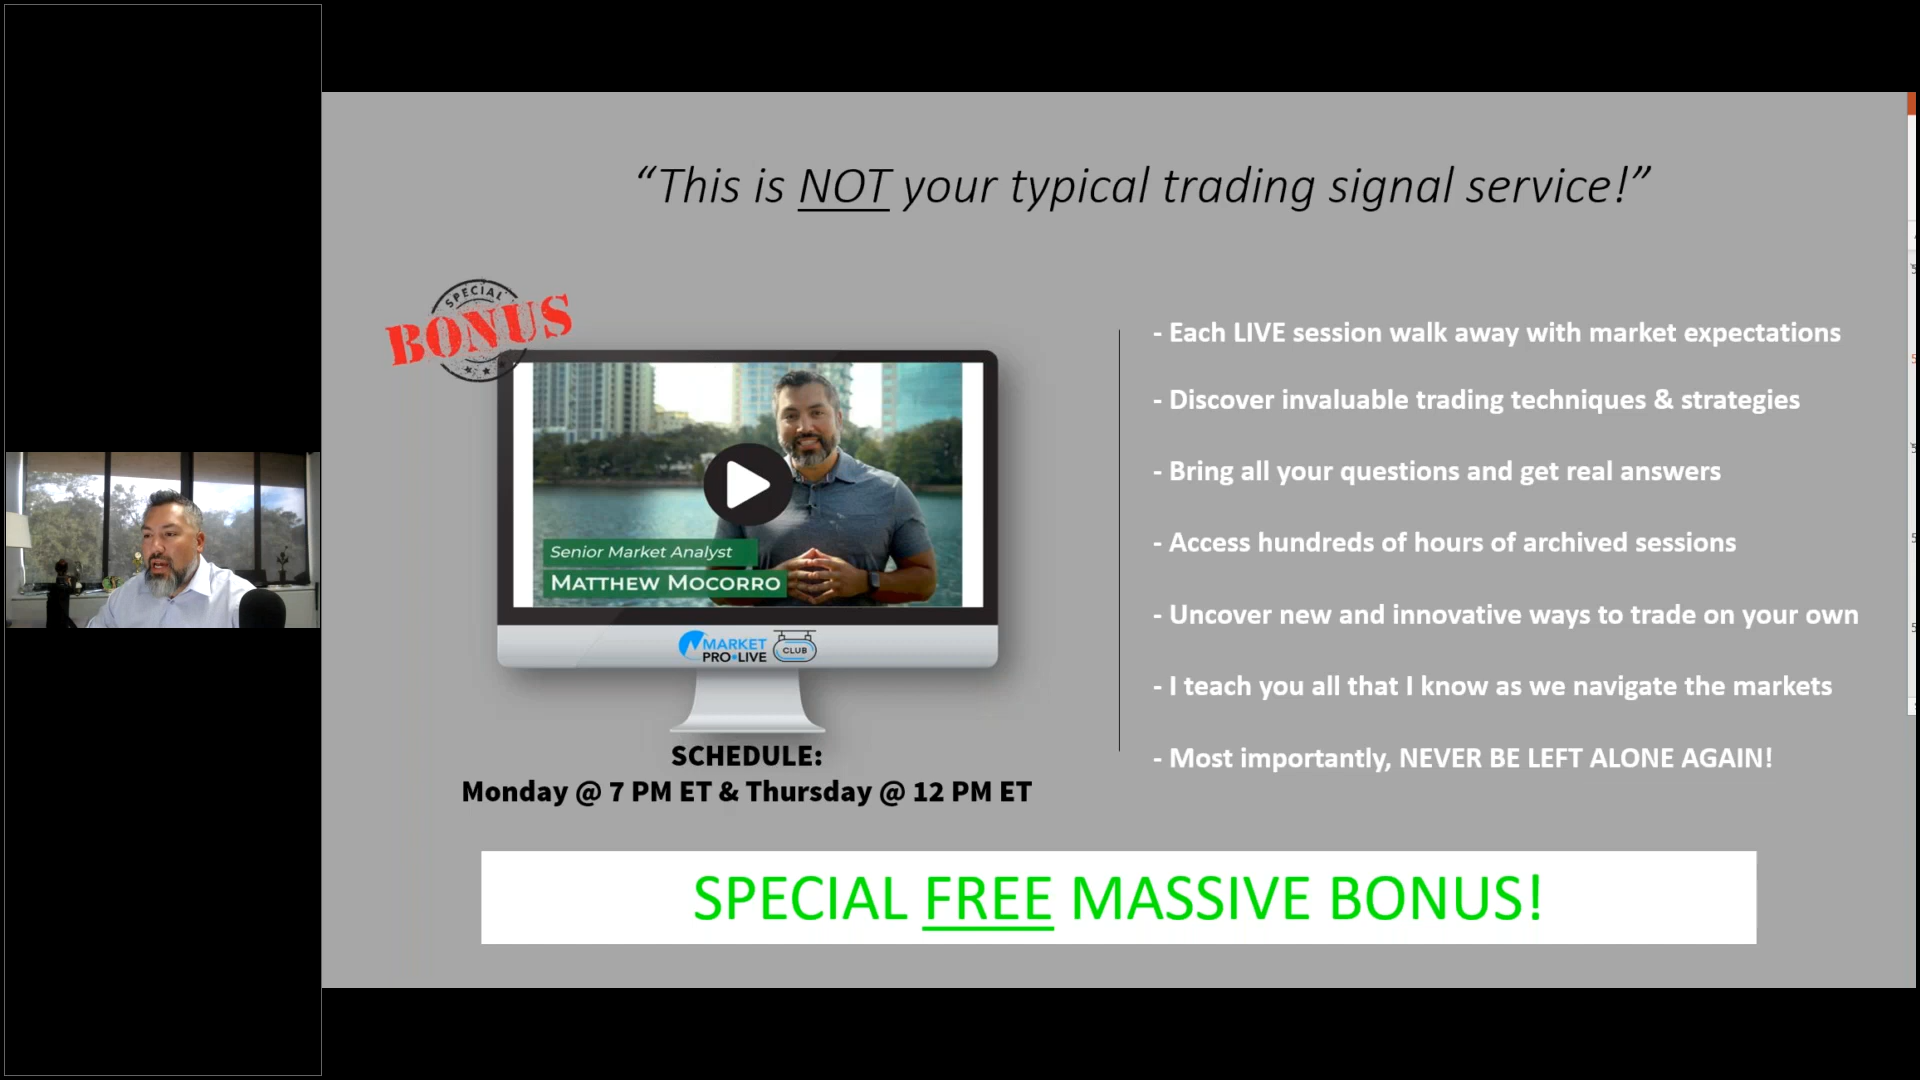 “This is NOT your typical trading signal service!”
SPECIAL
BONUS
Senior Market Analyst
MATTHEW MOCORRO
MARKET
PRO•LIVE
CLUB
SCHEDULE:
Monday @ 7 PM ET & Thursday @ 12 PM ET
- Each LIVE session walk away with market expectations
- Discover invaluable trading techniques & strategies
- Bring all your questions and get real answers
- Access hundreds of hours of archived sessions
- Uncover new and innovative ways to trade on your own
- I teach you all that I know as we navigate the markets
- Most importantly, NEVER BE LEFT ALONE AGAIN!
SPECIAL FREE MASSIVE BONUS!